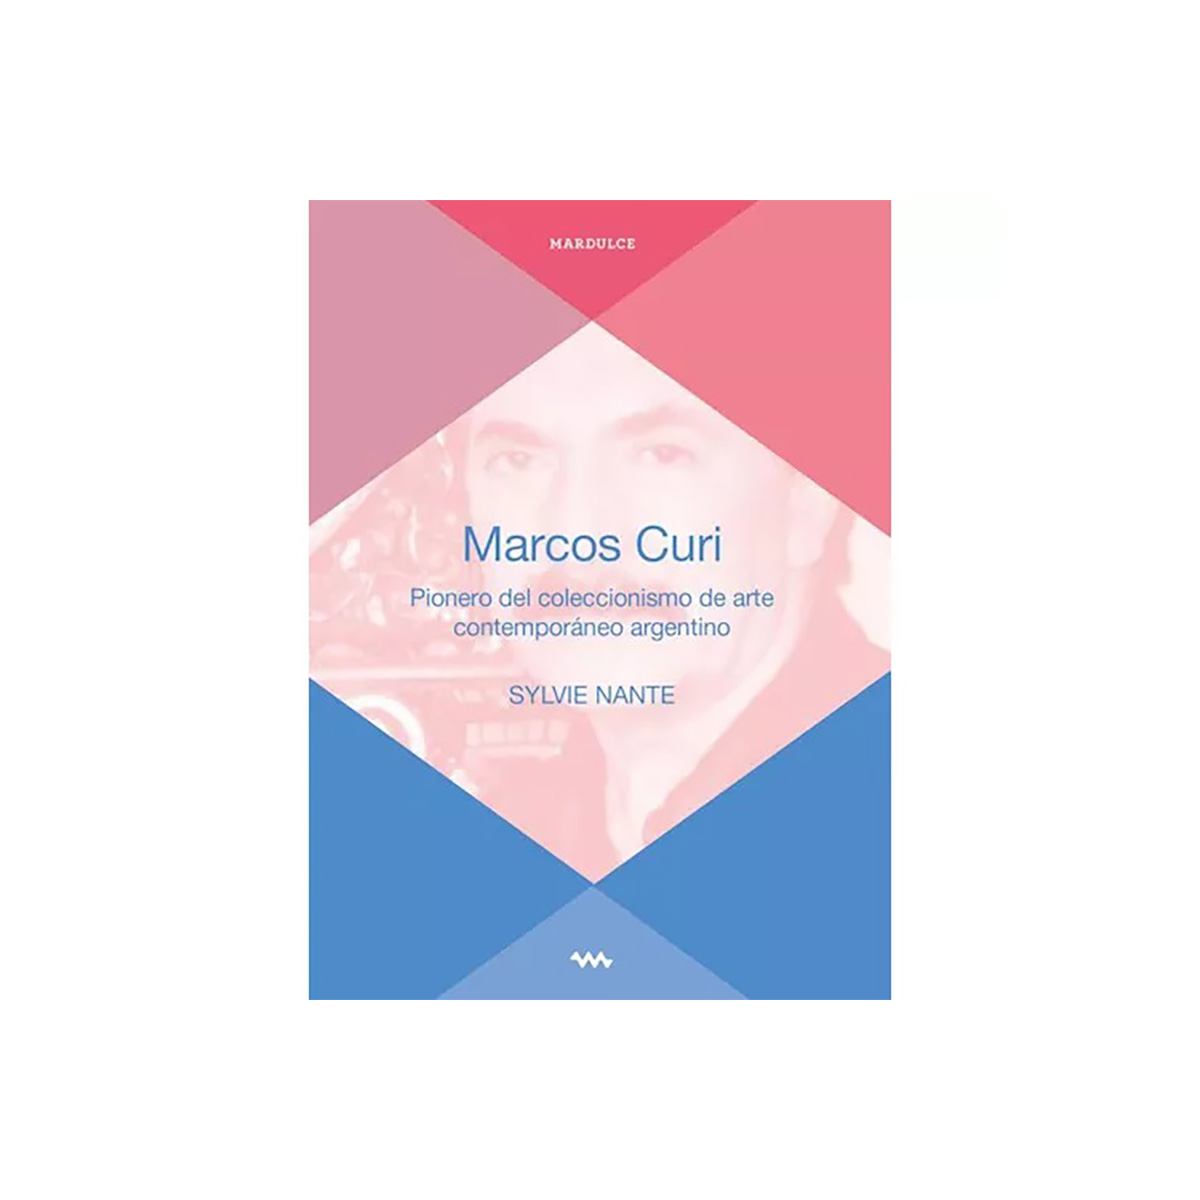 MARDULCE
Marcos Curi
Pionero del coleccionismo de arte
contemporáneo argentino
SYLVIE NANTE